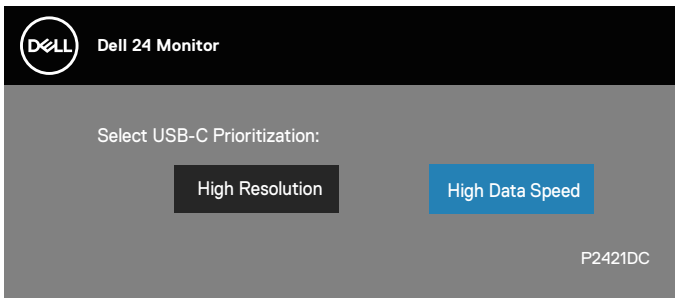 DELL
Dell 24 Monitor
Select USB-C Prioritization:
High Resolution
High Data Speed
P2421DC